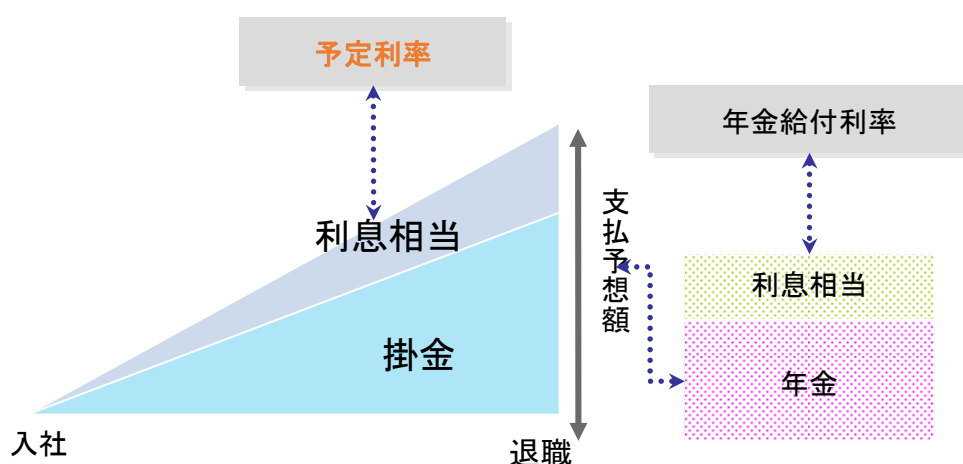 予定利率
年金給付利率
支払予想額
利息相当
利息相当
掛金
年金
入社
退職